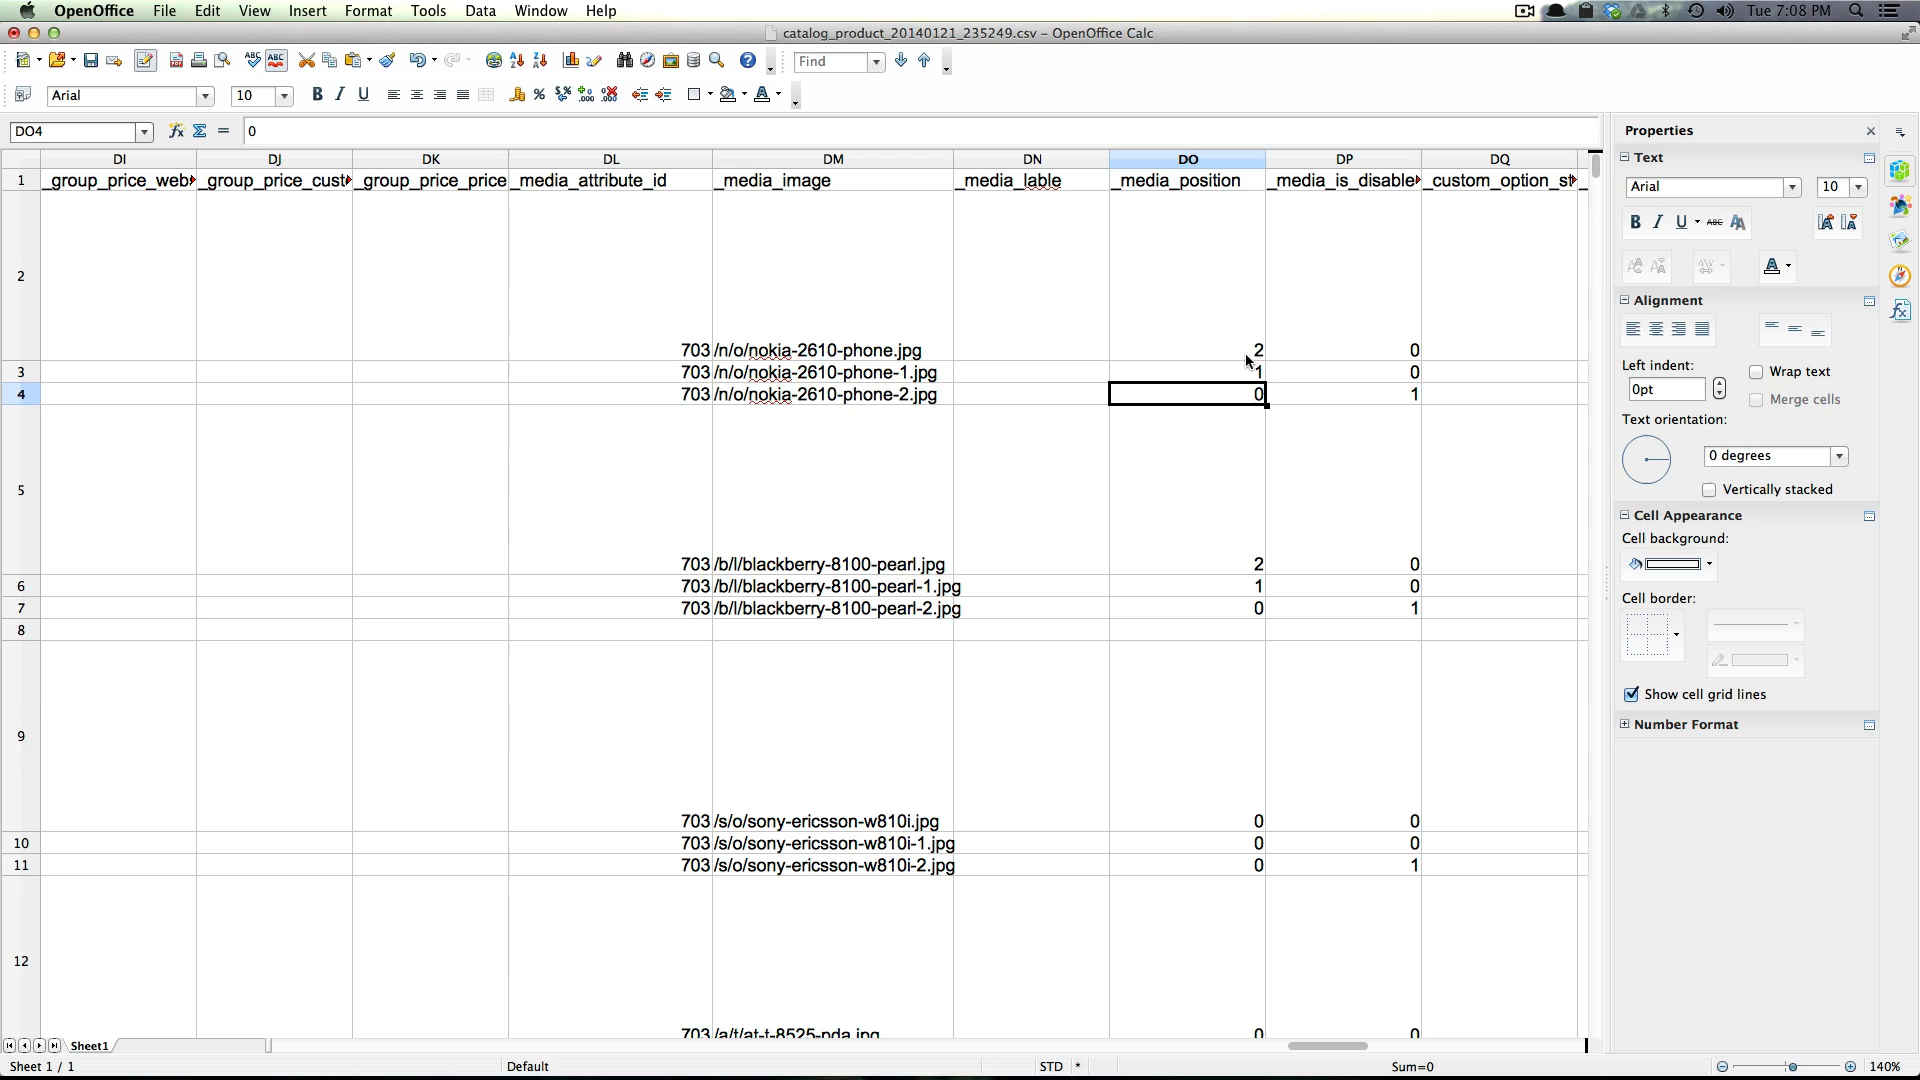 OpenOffice File Edit View Insert Format Tools Data Window Help Tue 7:08 PM
catalog_product_20140121_235249.csv – OpenOffice Calc
Find
Arial 10
DO4 0
DI DJ DK DL DM DN DO DP DQ
1 _group_price_web _group_price_cust _group_price_price _media_attribute_id _media_image _media_lable _media_position _media_is_disable _custom_option_st
2 703 /n/o/nokia-2610-phone.jpg 2 0
3 703 /n/o/nokia-2610-phone-1.jpg 1 0
4 703 /n/o/nokia-2610-phone-2.jpg 0 1
5 703 /b/l/blackberry-8100-pearl.jpg 2 0
6 703 /b/l/blackberry-8100-pearl-1.jpg 1 0
7 703 /b/l/blackberry-8100-pearl-2.jpg 0 1
8
9 703 /s/o/sony-ericsson-w810i.jpg 0 0
10 703 /s/o/sony-ericsson-w810i-1.jpg 0 0
11 703 /s/o/sony-ericsson-w810i-2.jpg 0 1
12 703 /a/t/at-t-8525-pda.jpg 0 0
Properties
Text
Arial 10
Alignment
Left indent:
0pt
Wrap text
Merge cells
Text orientation:
0 degrees
Vertically stacked
Cell Appearance
Cell background:
Cell border:
Show cell grid lines
Number Format
Sheet1
Sheet 1 / 1 Default STD * Sum=0 140%